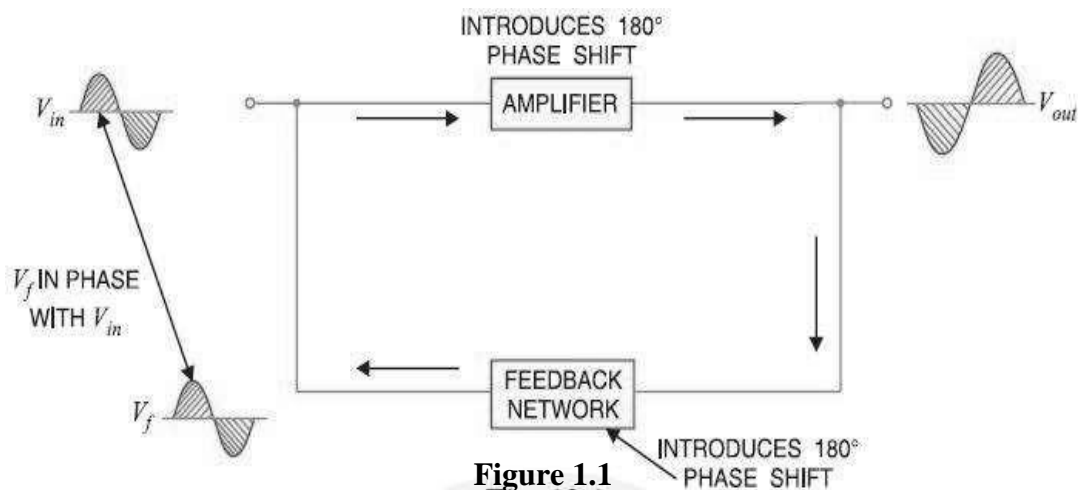 INTRODUCES 180°
PHASE SHIFT
AMPLIFIER
V_in
V_out
V_f IN PHASE
WITH V_in
FEEDBACK
NETWORK
V_f
INTRODUCES 180°
PHASE SHIFT
Figure 1.1